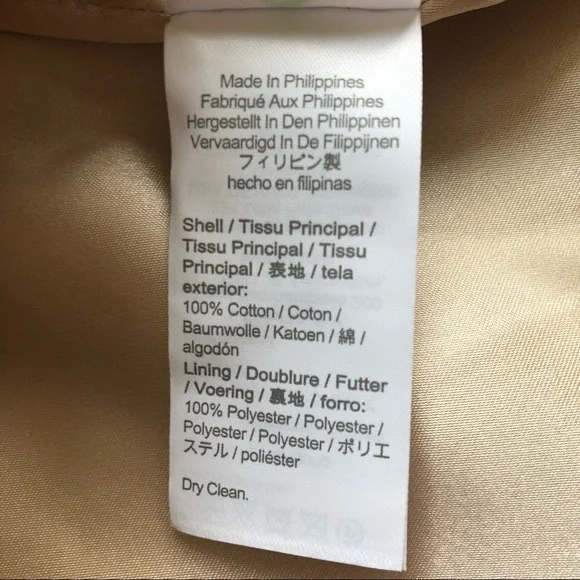 Made In Philippines
Fabriqué Aux Philippines
Hergestellt In Den Philippinen
Vervaardigd In De Filippijnen
フィリピン製
hecho en filipinas
Shell / Tissu Principal /
Tissu Principal / Tissu
Principal / 表地 / tela
exterior:
100% Cotton / Coton /
Baumwolle / Katoen / 綿 /
algodón
Lining / Doublure / Futter
/ Voering / 裏地 / forro:
100% Polyester / Polyester /
Polyester / Polyester / ポリエ
ステル / poliéster
Dry Clean.